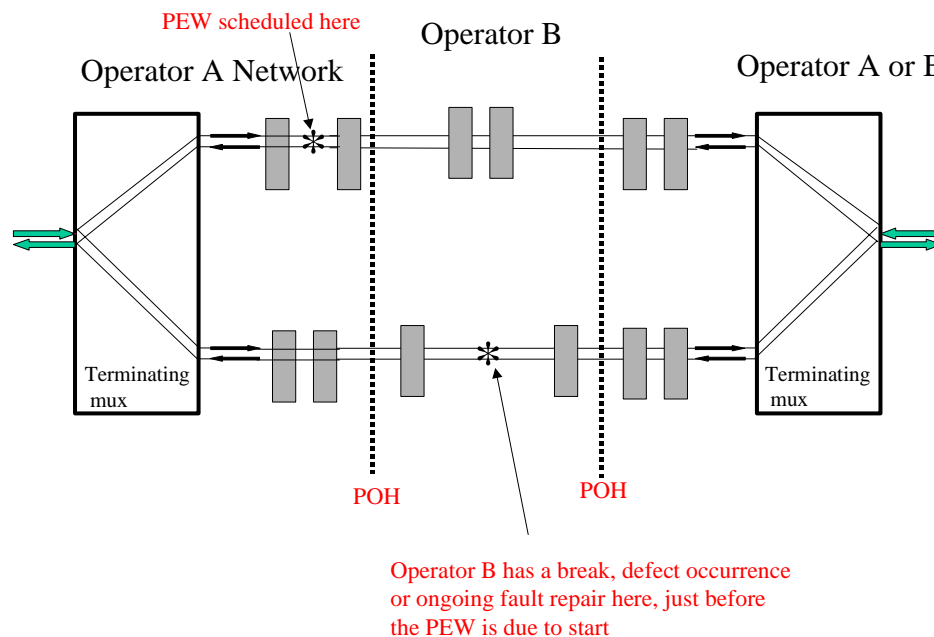 PEW scheduled here
Operator B
Operator A Network
Operator A or B
Terminating
mux
Terminating
mux
POH
POH
Operator B has a break, defect occurrence
or ongoing fault repair here, just before
the PEW is due to start